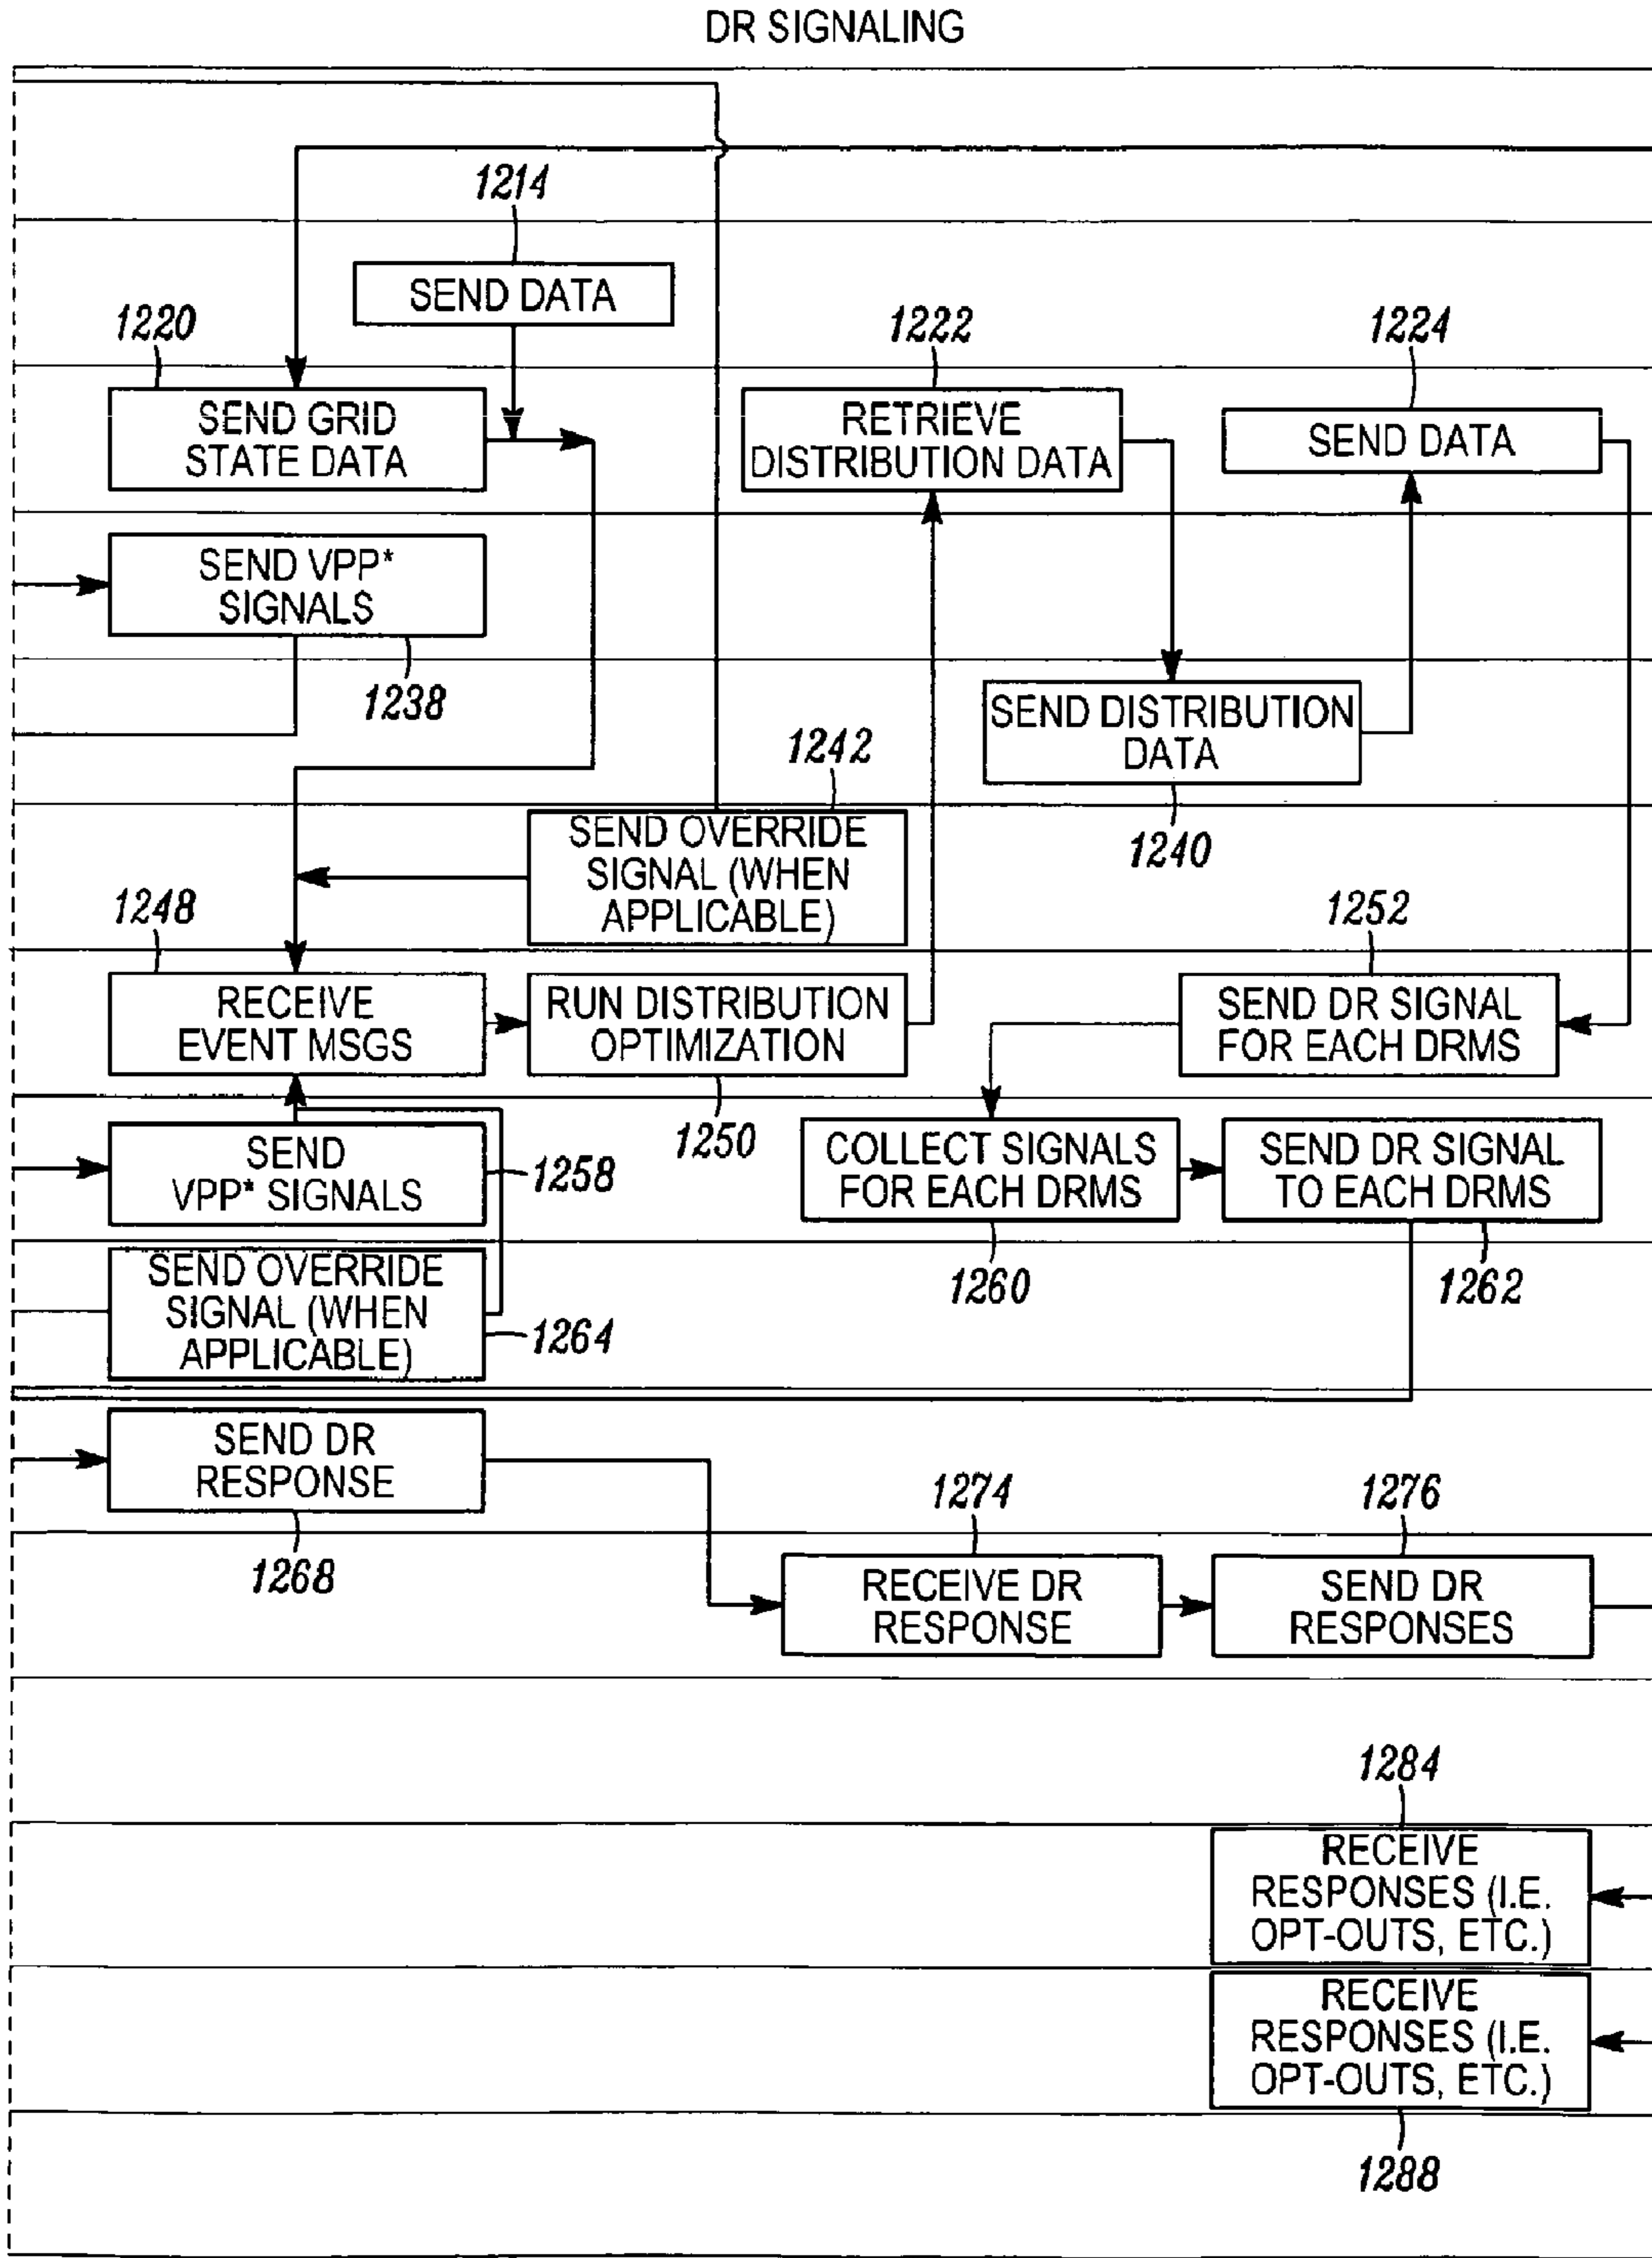 DR SIGNALING
1214
SEND DATA
1220
SEND GRID
STATE DATA
1222
RETRIEVE
DISTRIBUTION DATA
1224
SEND DATA
SEND VPP*
SIGNALS
1238
SEND DISTRIBUTION
DATA
1240
1242
SEND OVERRIDE
SIGNAL (WHEN
APPLICABLE)
1248
RECEIVE
EVENT MSGS
RUN DISTRIBUTION
OPTIMIZATION
1250
1252
SEND DR SIGNAL
FOR EACH DRMS
SEND
VPP* SIGNALS
1258
COLLECT SIGNALS
FOR EACH DRMS
1260
SEND DR SIGNAL
TO EACH DRMS
1262
SEND OVERRIDE
SIGNAL (WHEN
APPLICABLE)
1264
SEND DR
RESPONSE
1268
1274
RECEIVE DR
RESPONSE
1276
SEND DR
RESPONSES
1284
RECEIVE
RESPONSES (I.E.
OPT-OUTS, ETC.)
RECEIVE
RESPONSES (I.E.
OPT-OUTS, ETC.)
1288